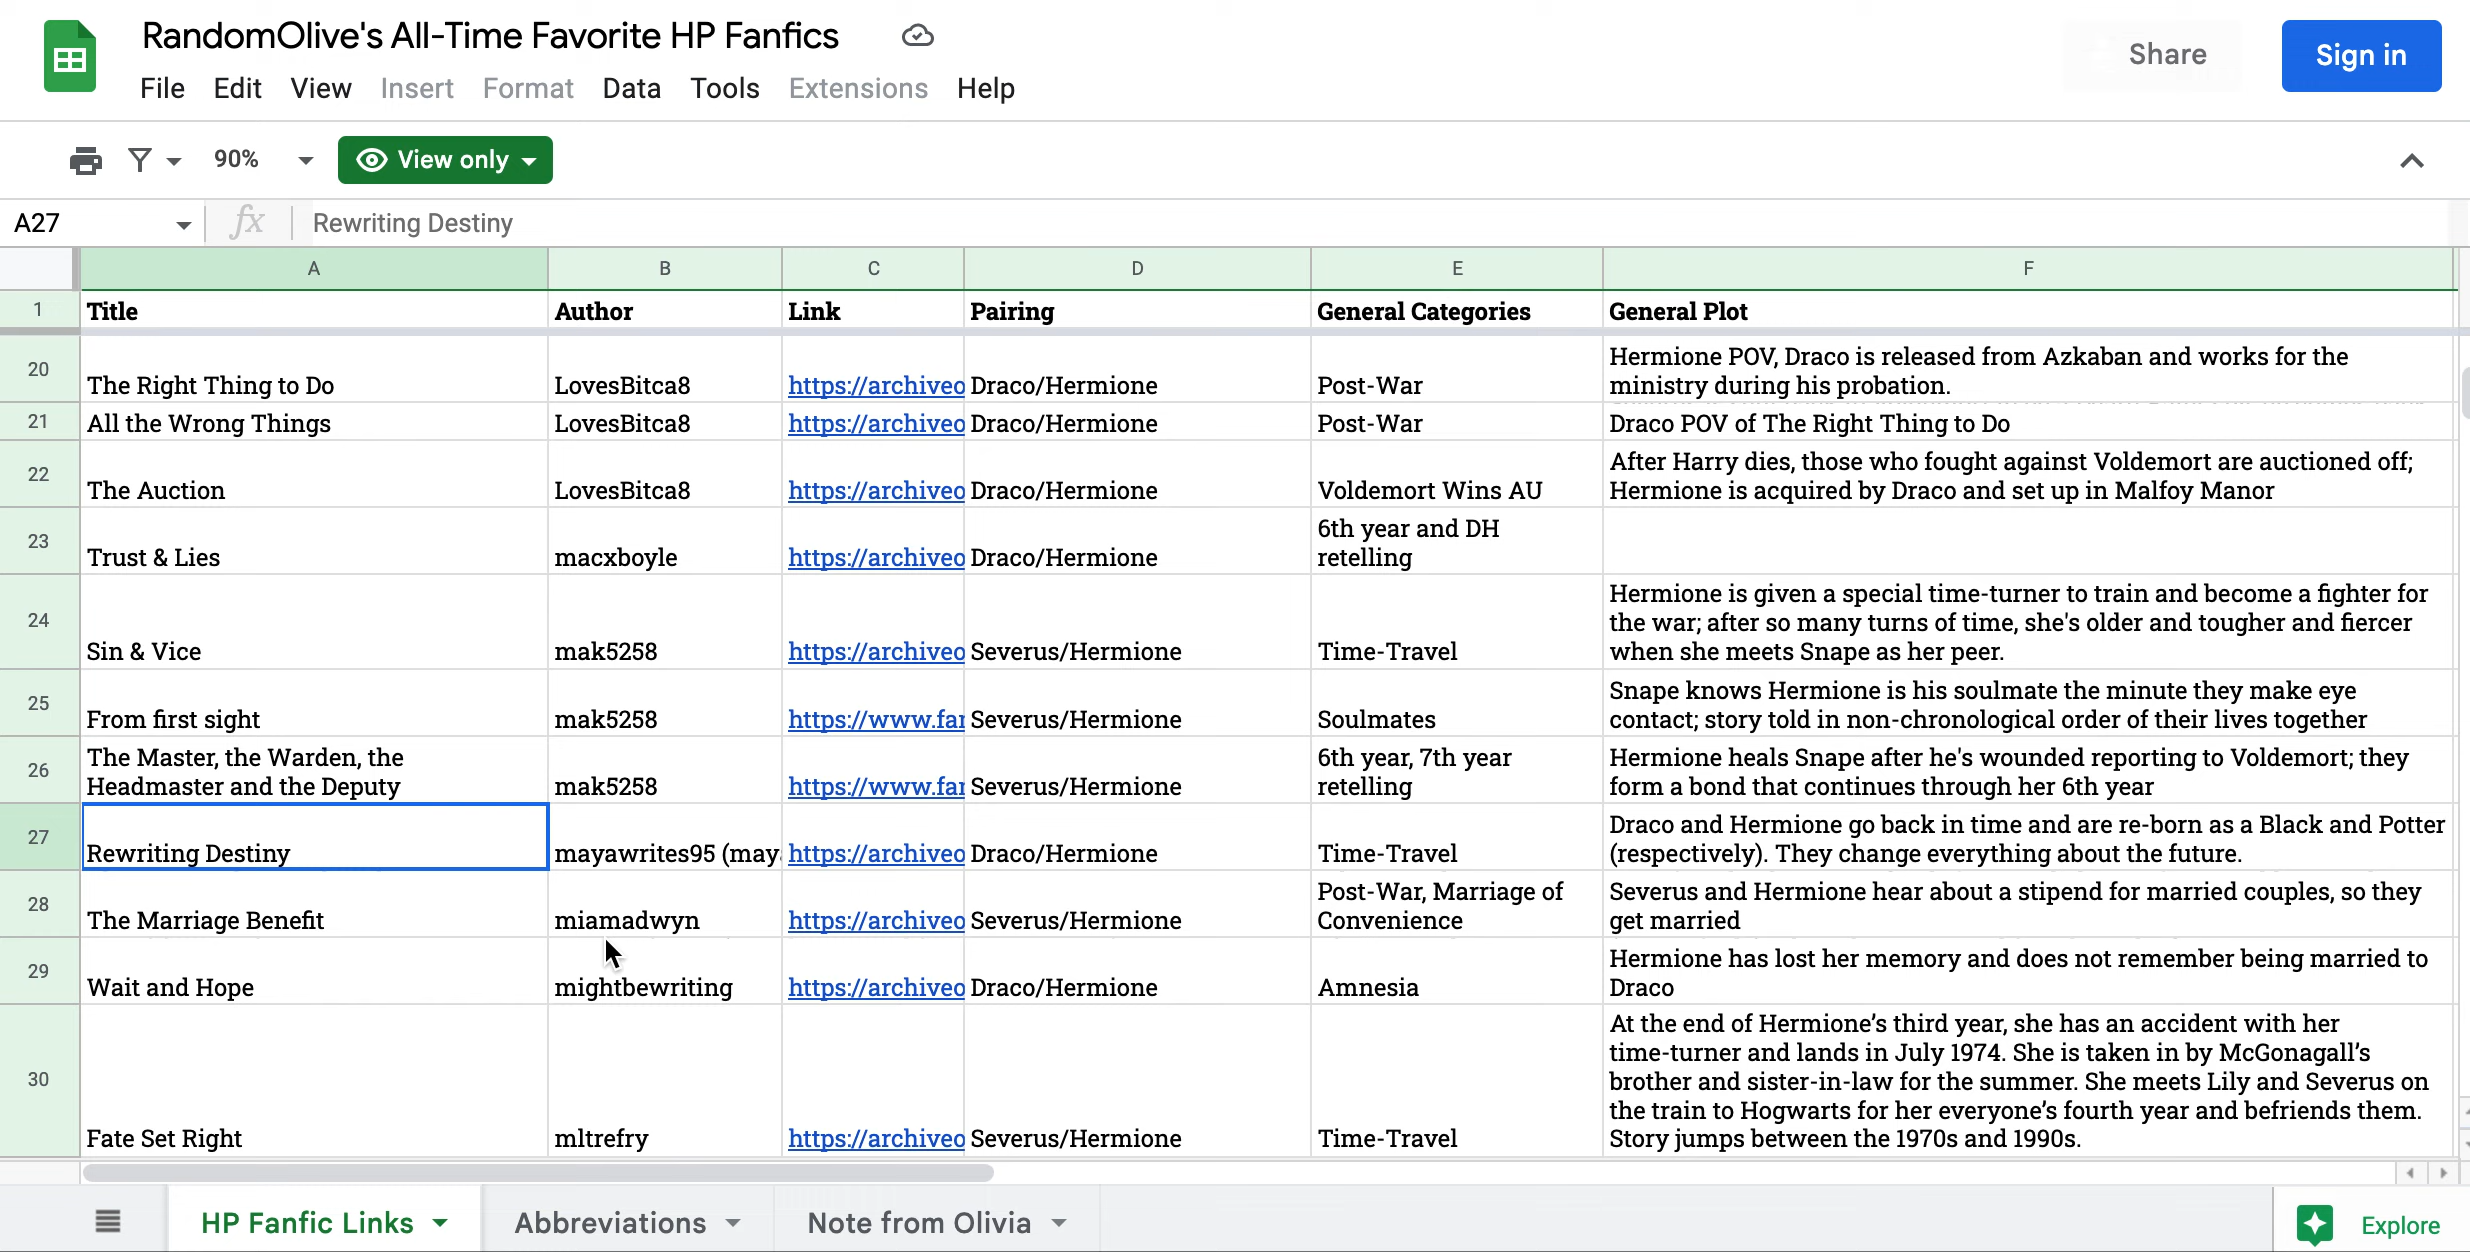 RandomOlive's All-Time Favorite HP Fanfics
Share
Sign in
File Edit View Insert Format Data Tools Extensions Help
90%
View only
A27
fx
Rewriting Destiny
A B C D E F
1 Title Author Link Pairing General Categories General Plot
20 The Right Thing to Do LovesBitca8 https://archiveo Draco/Hermione Post-War Hermione POV, Draco is released from Azkaban and works for the
ministry during his probation.
21 All the Wrong Things LovesBitca8 https://archiveo Draco/Hermione Post-War Draco POV of The Right Thing to Do
22 The Auction LovesBitca8 https://archiveo Draco/Hermione Voldemort Wins AU After Harry dies, those who fought against Voldemort are auctioned off;
Hermione is acquired by Draco and set up in Malfoy Manor
23 Trust & Lies macxboyle https://archiveo Draco/Hermione 6th year and DH
retelling
24 Sin & Vice mak5258 https://archiveo Severus/Hermione Time-Travel Hermione is given a special time-turner to train and become a fighter for
the war; after so many turns of time, she's older and tougher and fiercer
when she meets Snape as her peer.
25 From first sight mak5258 https://www.fan Severus/Hermione Soulmates Snape knows Hermione is his soulmate the minute they make eye
contact; story told in non-chronological order of their lives together
26 The Master, the Warden, the
Headmaster and the Deputy mak5258 https://www.fan Severus/Hermione 6th year, 7th year
retelling Hermione heals Snape after he's wounded reporting to Voldemort; they
form a bond that continues through her 6th year
27 Rewriting Destiny mayawrites95 (may https://archiveo Draco/Hermione Time-Travel Draco and Hermione go back in time and are re-born as a Black and Potter
(respectively). They change everything about the future.
28 The Marriage Benefit miamadwyn https://archiveo Severus/Hermione Post-War, Marriage of
Convenience Severus and Hermione hear about a stipend for married couples, so they
get married
29 Wait and Hope mightbewriting https://archiveo Draco/Hermione Amnesia Hermione has lost her memory and does not remember being married to
Draco
30 Fate Set Right mltrefry https://archiveo Severus/Hermione Time-Travel At the end of Hermione's third year, she has an accident with her
time-turner and lands in July 1974. She is taken in by McGonagall's
brother and sister-in-law for the summer. She meets Lily and Severus on
the train to Hogwarts for her everyone's fourth year and befriends them.
Story jumps between the 1970s and 1990s.
HP Fanfic Links
Abbreviations
Note from Olivia
Explore